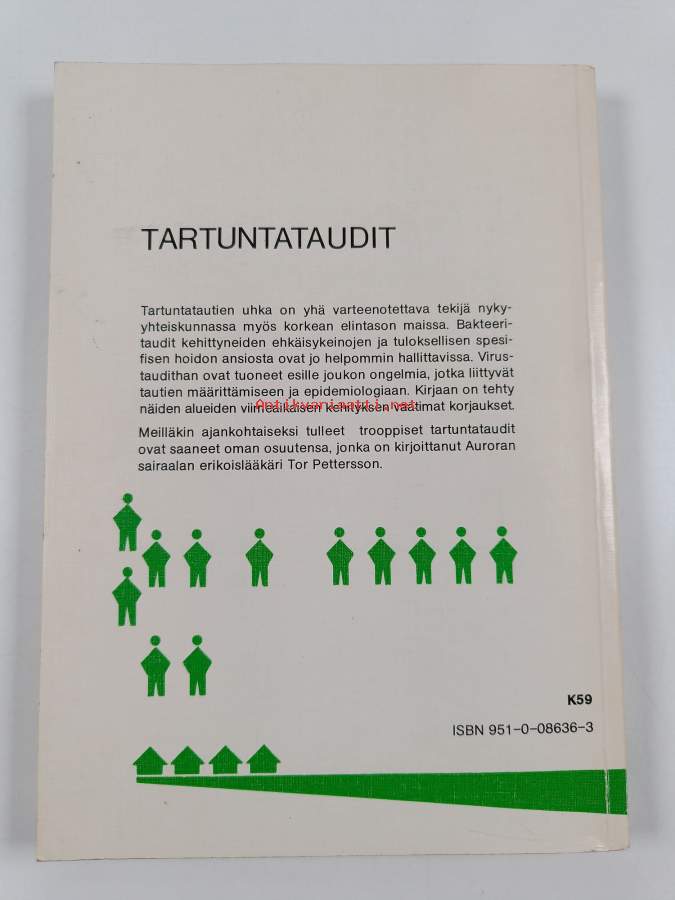 TARTUNTATAUDIT
Tartuntatautien uhka on yhä varteenotettava tekijä nyky-
yhteiskunnassa myös korkean elintason maissa. Bakteeri-
taudit kehittyneiden ehkäisykeinojen ja tuloksellisen spesi-
fisen hoidon ansiosta ovat jo helpommin hallittavissa. Virus-
taudithan ovat tuoneet esille joukon ongelmia, jotka liittyvät
tautien määrittämiseen ja epidemiologiaan. Kirjaan on tehty
näiden alueiden viimeaikaisen kehityksen vaatimat korjaukset.
Antikvariaatti.net
Meilläkin ajankohtaiseksi tulleet trooppiset tartuntataudit
ovat saaneet oman osuutensa, jonka on kirjoittanut Auroran
sairaalan erikoislääkäri Tor Pettersson.
K59
ISBN 951-0-08636-3